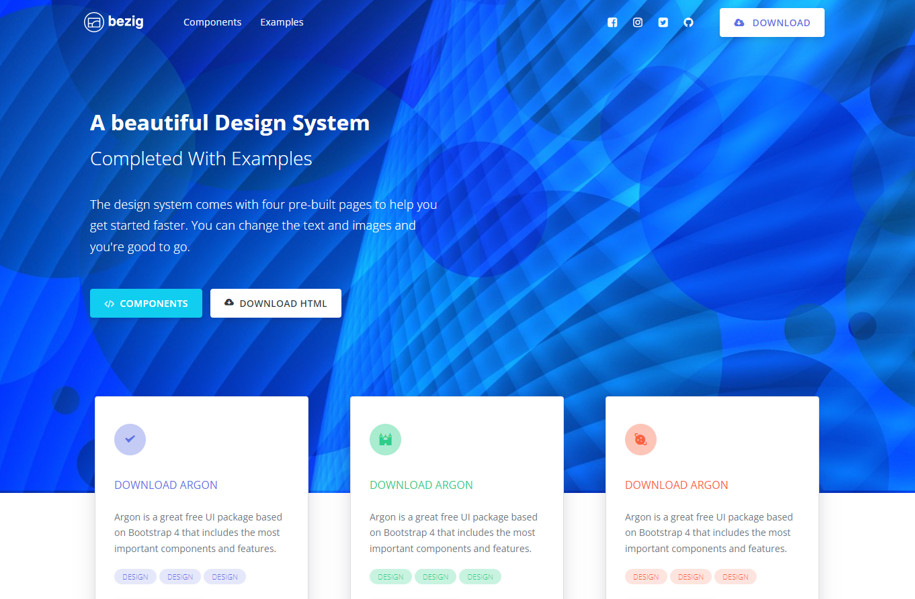 bezig
Components
Examples
DOWNLOAD
A beautiful Design System
Completed With Examples
The design system comes with four pre-built pages to help you
get started faster. You can change the text and images and
you're good to go.
COMPONENTS
DOWNLOAD HTML
DOWNLOAD ARGON
Argon is a great free UI package based
on Bootstrap 4 that includes the most
important components and features.
DESIGN DESIGN DESIGN
DOWNLOAD ARGON
Argon is a great free UI package based
on Bootstrap 4 that includes the most
important components and features.
DESIGN DESIGN DESIGN
DOWNLOAD ARGON
Argon is a great free UI package based
on Bootstrap 4 that includes the most
important components and features.
DESIGN DESIGN DESIGN